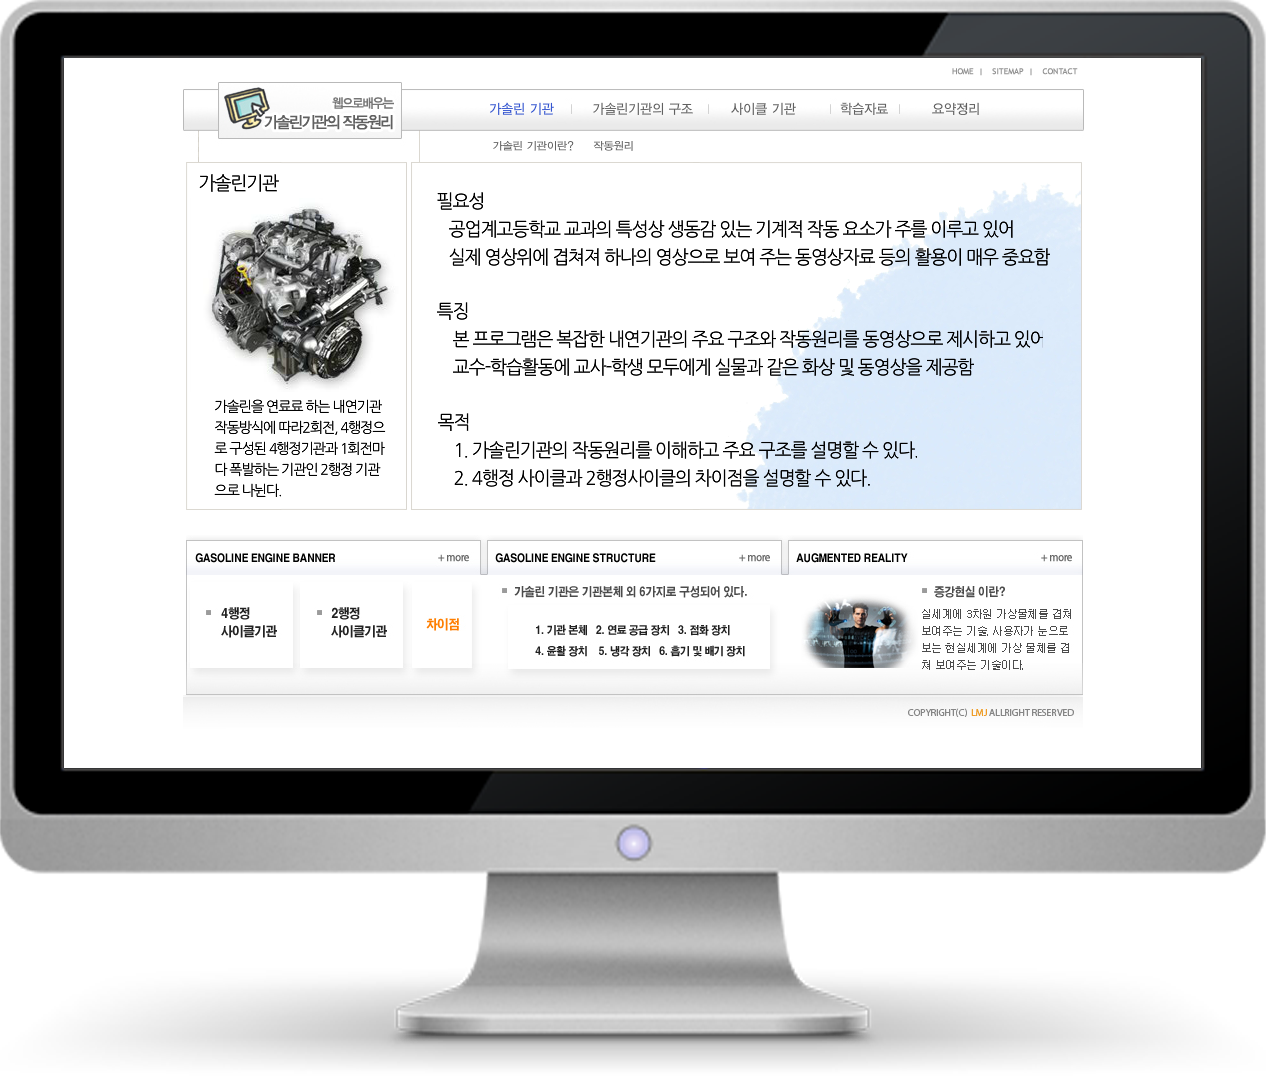 HOME | SITEMAP | CONTACT
웹으로배우는
가솔린기관의 작동원리
가솔린 기관 가솔린기관의 구조 사이클 기관 학습자료 요약정리
가솔린 기관이란? 작동원리
가솔린기관
가솔린을 연료료 하는 내연기관
작동방식에 따라2회전, 4행정으
로 구성된 4행정기관과 1회전마
다 폭발하는 기관인 2행정 기관
으로 나뉜다.
필요성
공업계고등학교 교과의 특성상 생동감 있는 기계적 작동 요소가 주를 이루고 있어
실제 영상위에 겹쳐져 하나의 영상으로 보여 주는 동영상자료 등의 활용이 매우 중요함
특징
본 프로그램은 복잡한 내연기관의 주요 구조와 작동원리를 동영상으로 제시하고 있어
교수-학습활동에 교사-학생 모두에게 실물과 같은 화상 및 동영상을 제공함
목적
1. 가솔린기관의 작동원리를 이해하고 주요 구조를 설명할 수 있다.
2. 4행정 사이클과 2행정사이클의 차이점을 설명할 수 있다.
GASOLINE ENGINE BANNER + more
4행정
사이클기관
2행정
사이클기관
차이점
GASOLINE ENGINE STRUCTURE + more
가솔린 기관은 기관본체 외 6가지로 구성되어 있다.
1. 기관 본체 2. 연료 공급 장치 3. 점화 장치
4. 윤활 장치 5. 냉각 장치 6. 흡기 및 배기 장치
AUGMENTED REALITY + more
증강현실 이란?
실세계에 3차원 가상물체를 겹쳐
보여주는 기술. 사용자가 눈으로
보는 현실세계에 가상 물체를 겹
쳐 보여주는 기술이다.
COPYRIGHT(C) LMJ ALLRIGHT RESERVED